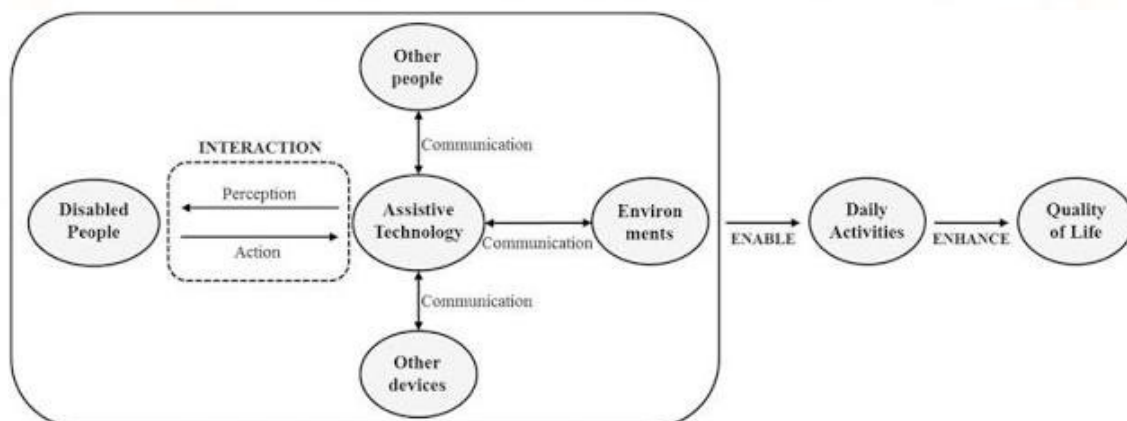 Other
people
Communication
INTERACTION
Perception
Action
Disabled
People
Assistive
Technology
Communication
Environ
ments
ENABLE
Daily
Activities
ENHANCE
Quality
of Life
Communication
Other
devices